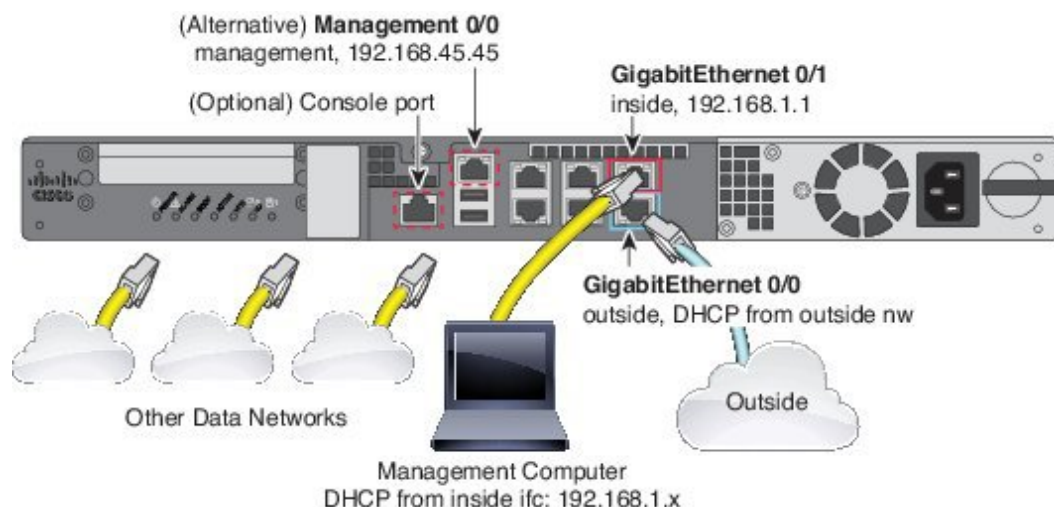 (Alternative) Management 0/0
management, 192.168.45.45
(Optional) Console port
GigabitEthernet 0/1
inside, 192.168.1.1
CISCO
GigabitEthernet 0/0
outside, DHCP from outside nw
Other Data Networks
Outside
Management Computer
DHCP from inside ifc: 192.168.1.x